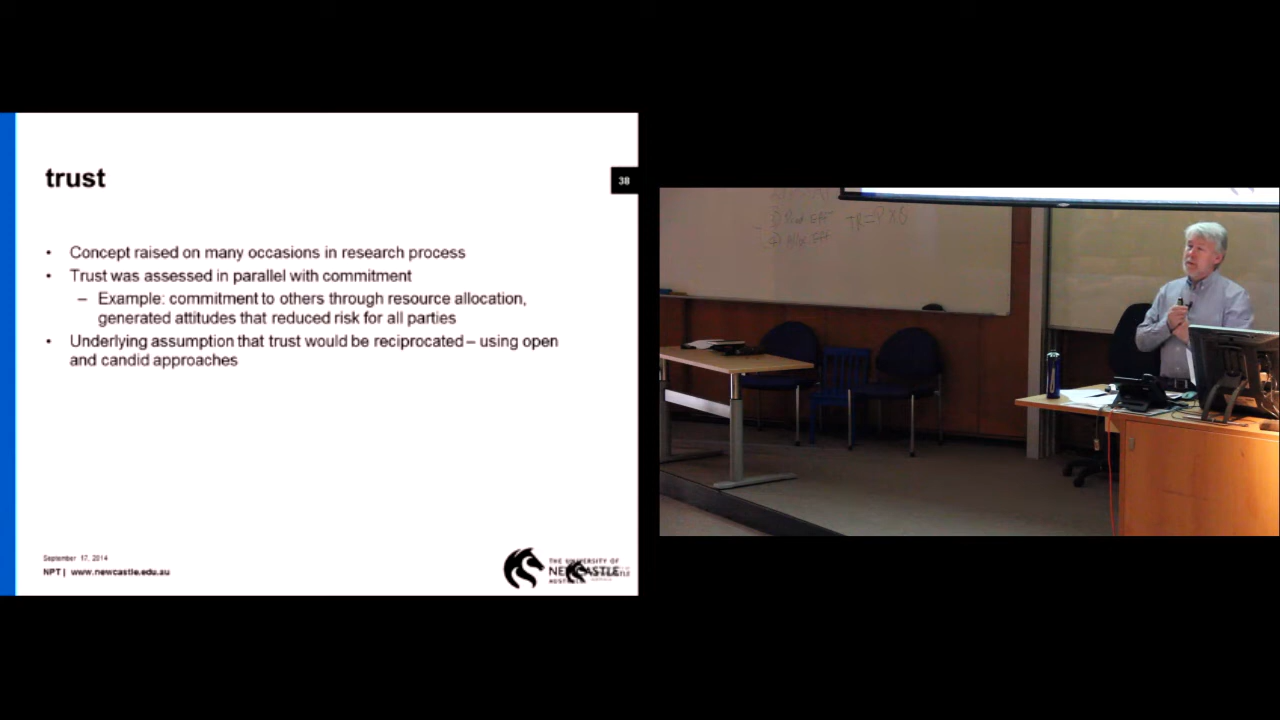 trust
38
• Concept raised on many occasions in research process
• Trust was assessed in parallel with commitment
– Example: commitment to others through resource allocation,
generated attitudes that reduced risk for all parties
• Underlying assumption that trust would be reciprocated – using open
and candid approaches
September 17, 2014
NPT | www.newcastle.edu.au
THE UNIVERSITY OF
NEWCASTLE
AUSTRALIA
TR=P X Q